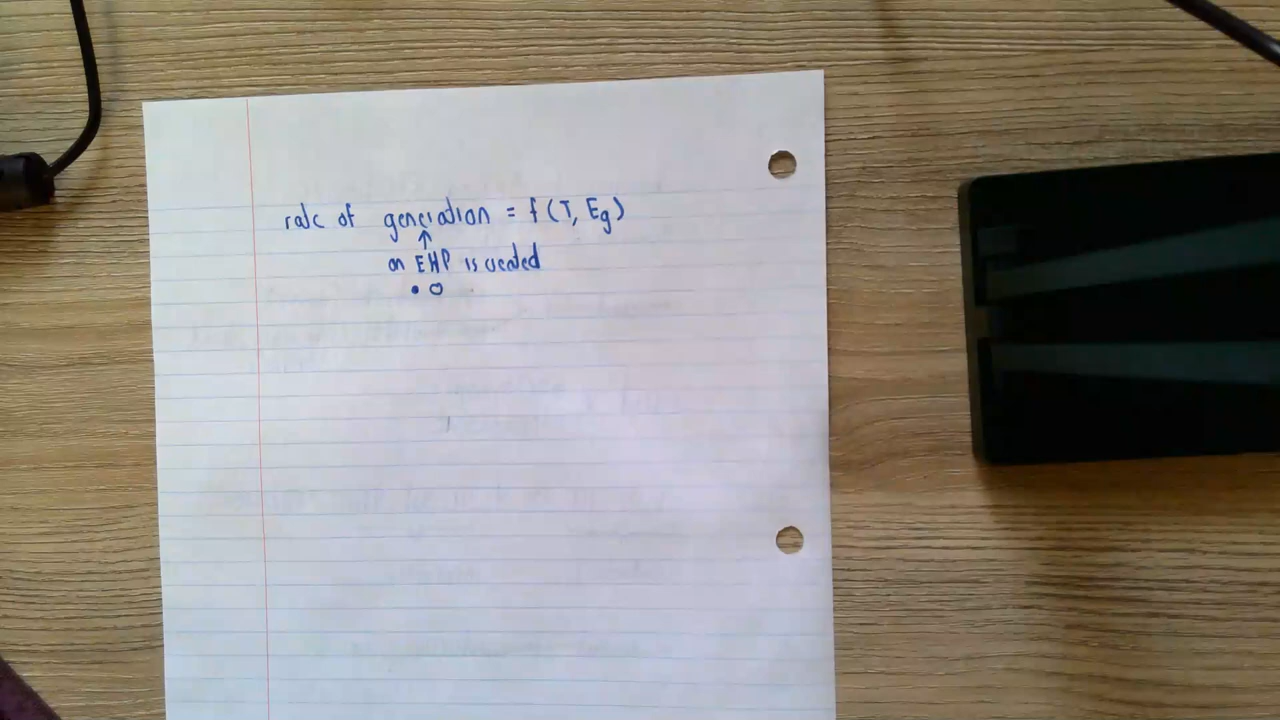 rate of generation = f (T, Eg)
↑
an EHP is created
• o